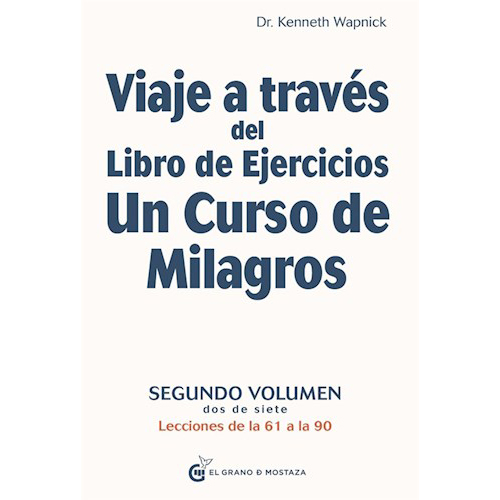 Dr. Kenneth Wapnick
Viaje a través
del
Libro de Ejercicios
Un Curso de
Milagros
SEGUNDO VOLUMEN
dos de siete
Lecciones de la 61 a la 90
EL GRANO Đ MOSTAZA